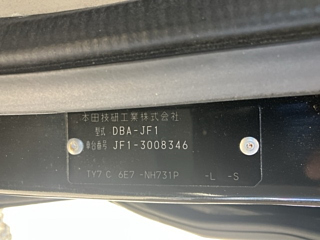 本田技研工業株式会社
型式 DBA-JF1
車台番号 JF1-3008346
TY7 C 6E7 -NH731P -L -S